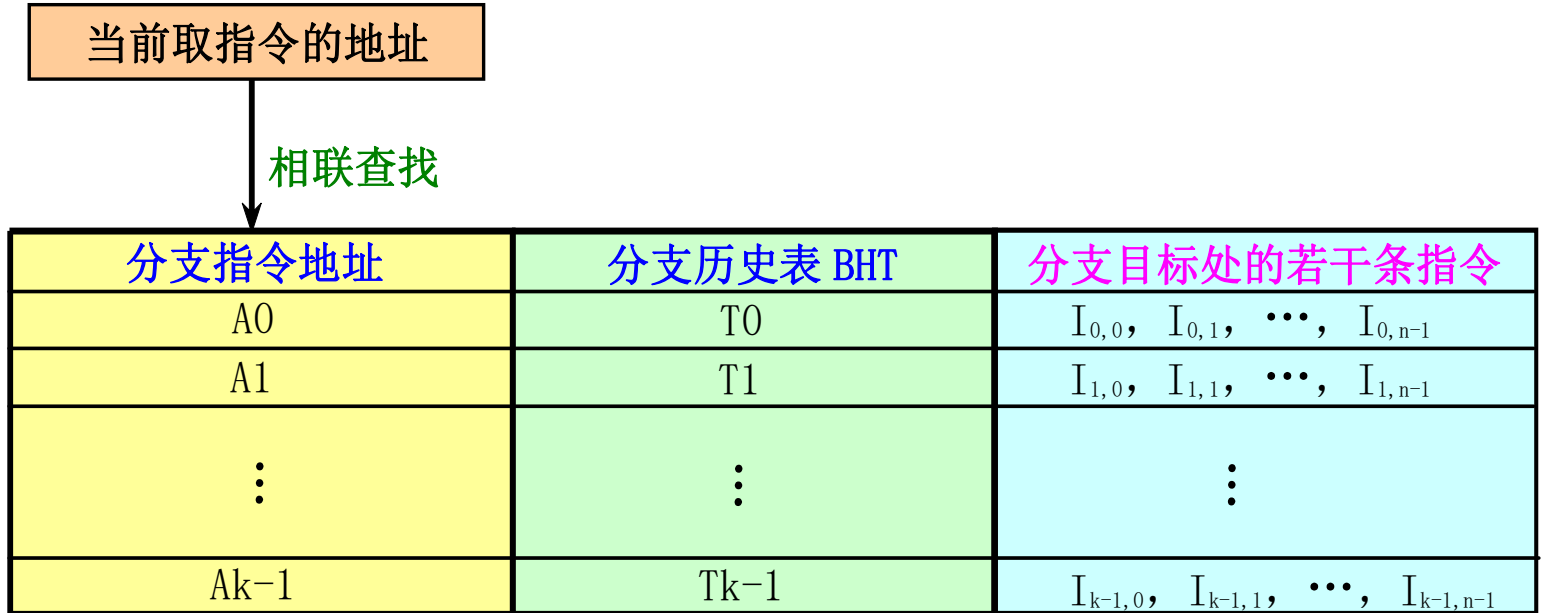 当前取指令的地址
相联查找
分支指令地址 分支历史表 BHT 分支目标处的若干条指令
A0 T0 I0,0, I0,1, …, I0,n-1
A1 T1 I1,0, I1,1, …, I1,n-1
⋮ ⋮ ⋮
Ak-1 Tk-1 Ik-1,0, Ik-1,1, …, Ik-1,n-1